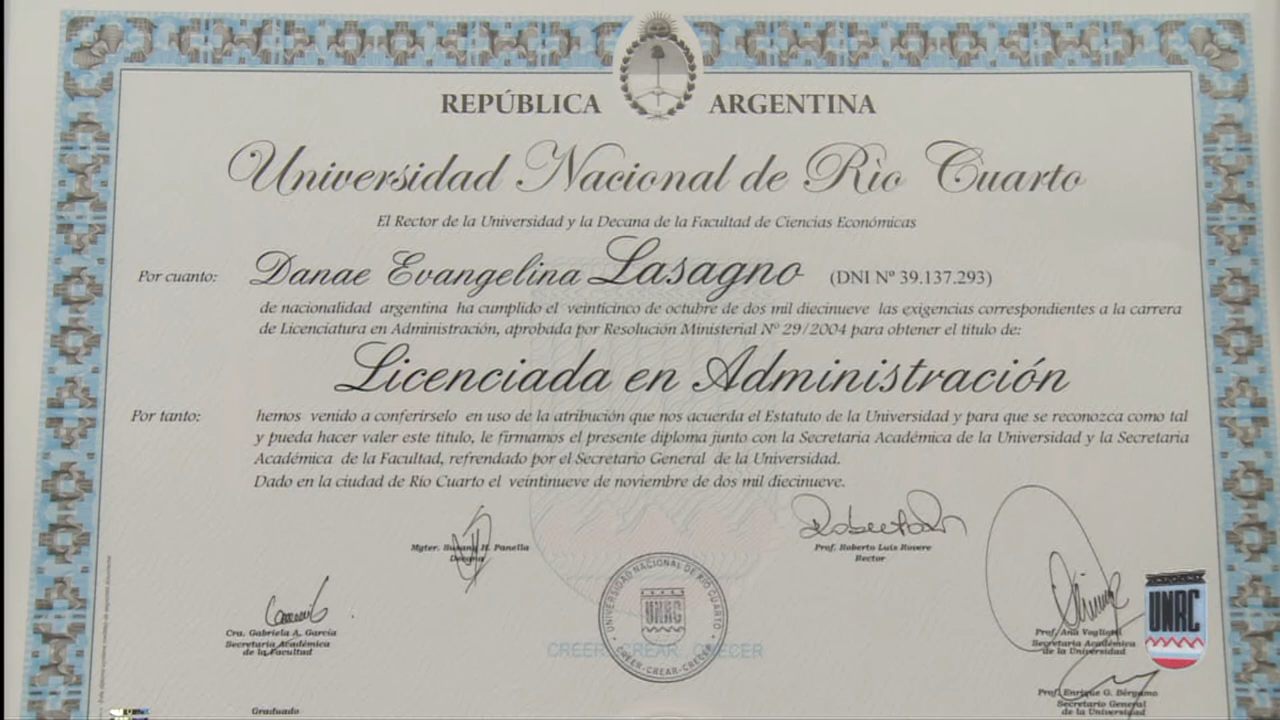 REPÚBLICA ARGENTINA
Universidad Nacional de Rìo Cuarto
El Rector de la Universidad y la Decana de la Facultad de Ciencias Económicas
Por cuanto: Danae Evangelina Lasagno (DNI Nº 39.137.293)
de nacionalidad argentina ha cumplido el veinticinco de octubre de dos mil diecinueve las exigencias correspondientes a la carrera
de Licenciatura en Administración, aprobada por Resolución Ministerial Nº 29/2004 para obtener el título de:
Licenciada en Administración
Por tanto: hemos venido a conferírselo en uso de la atribución que nos acuerda el Estatuto de la Universidad y para que se reconozca como tal
y pueda hacer valer este título, le firmamos el presente diploma junto con la Secretaria Académica de la Universidad y la Secretaria
Académica de la Facultad, refrendado por el Secretario General de la Universidad.
Dado en la ciudad de Río Cuarto el veintinueve de noviembre de dos mil diecinueve.
Mgter. Susana H. Panella
Decana
Prof. Roberto Luis Rovere
Rector
UNIVERSIDAD NACIONAL DE RÍO CUARTO
UNRC
CREER-CREAR-CRECER
CREER CREAR CRECER
Cra. Gabriela A. García
Secretaria Académica
de la Facultad
Prof. Ana Vogliotti
Secretaria Académica
de la Universidad
UNRC
Prof. Enrique G. Bérgamo
Secretario General
de la Universidad
Graduado